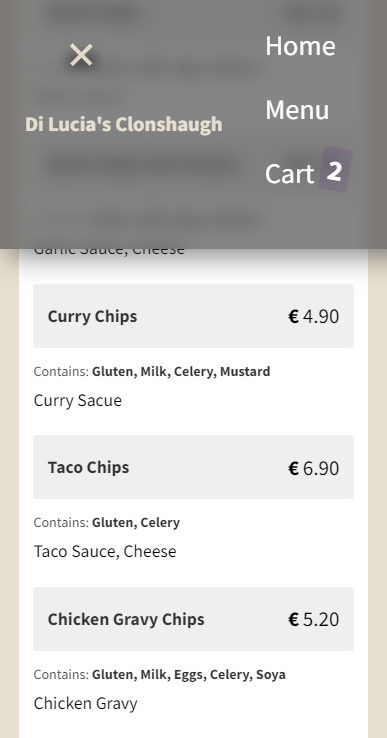 Home
Menu
Di Lucia's Clonshaugh
Cart 2
Garlic Sauce, Cheese
Curry Chips € 4.90
Contains: Gluten, Milk, Celery, Mustard
Curry Sacue
Taco Chips € 6.90
Contains: Gluten, Celery
Taco Sauce, Cheese
Chicken Gravy Chips € 5.20
Contains: Gluten, Milk, Eggs, Celery, Soya
Chicken Gravy